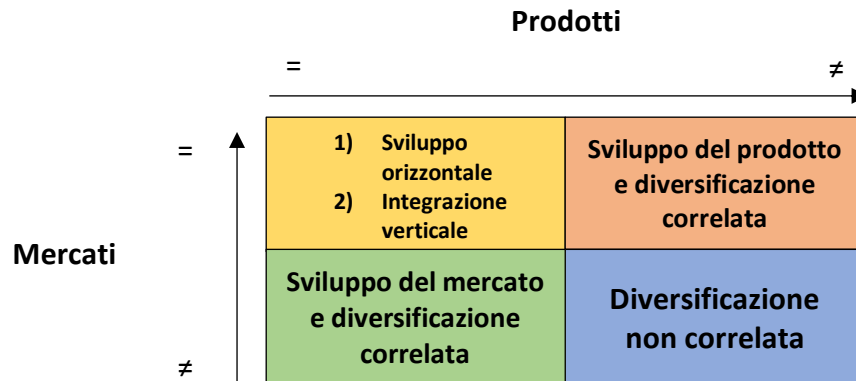 Prodotti
= ≠
=
1) Sviluppo
orizzontale
2) Integrazione
verticale
Sviluppo del prodotto
e diversificazione
correlata
Mercati
Sviluppo del mercato
e diversificazione
correlata
Diversificazione
non correlata
≠